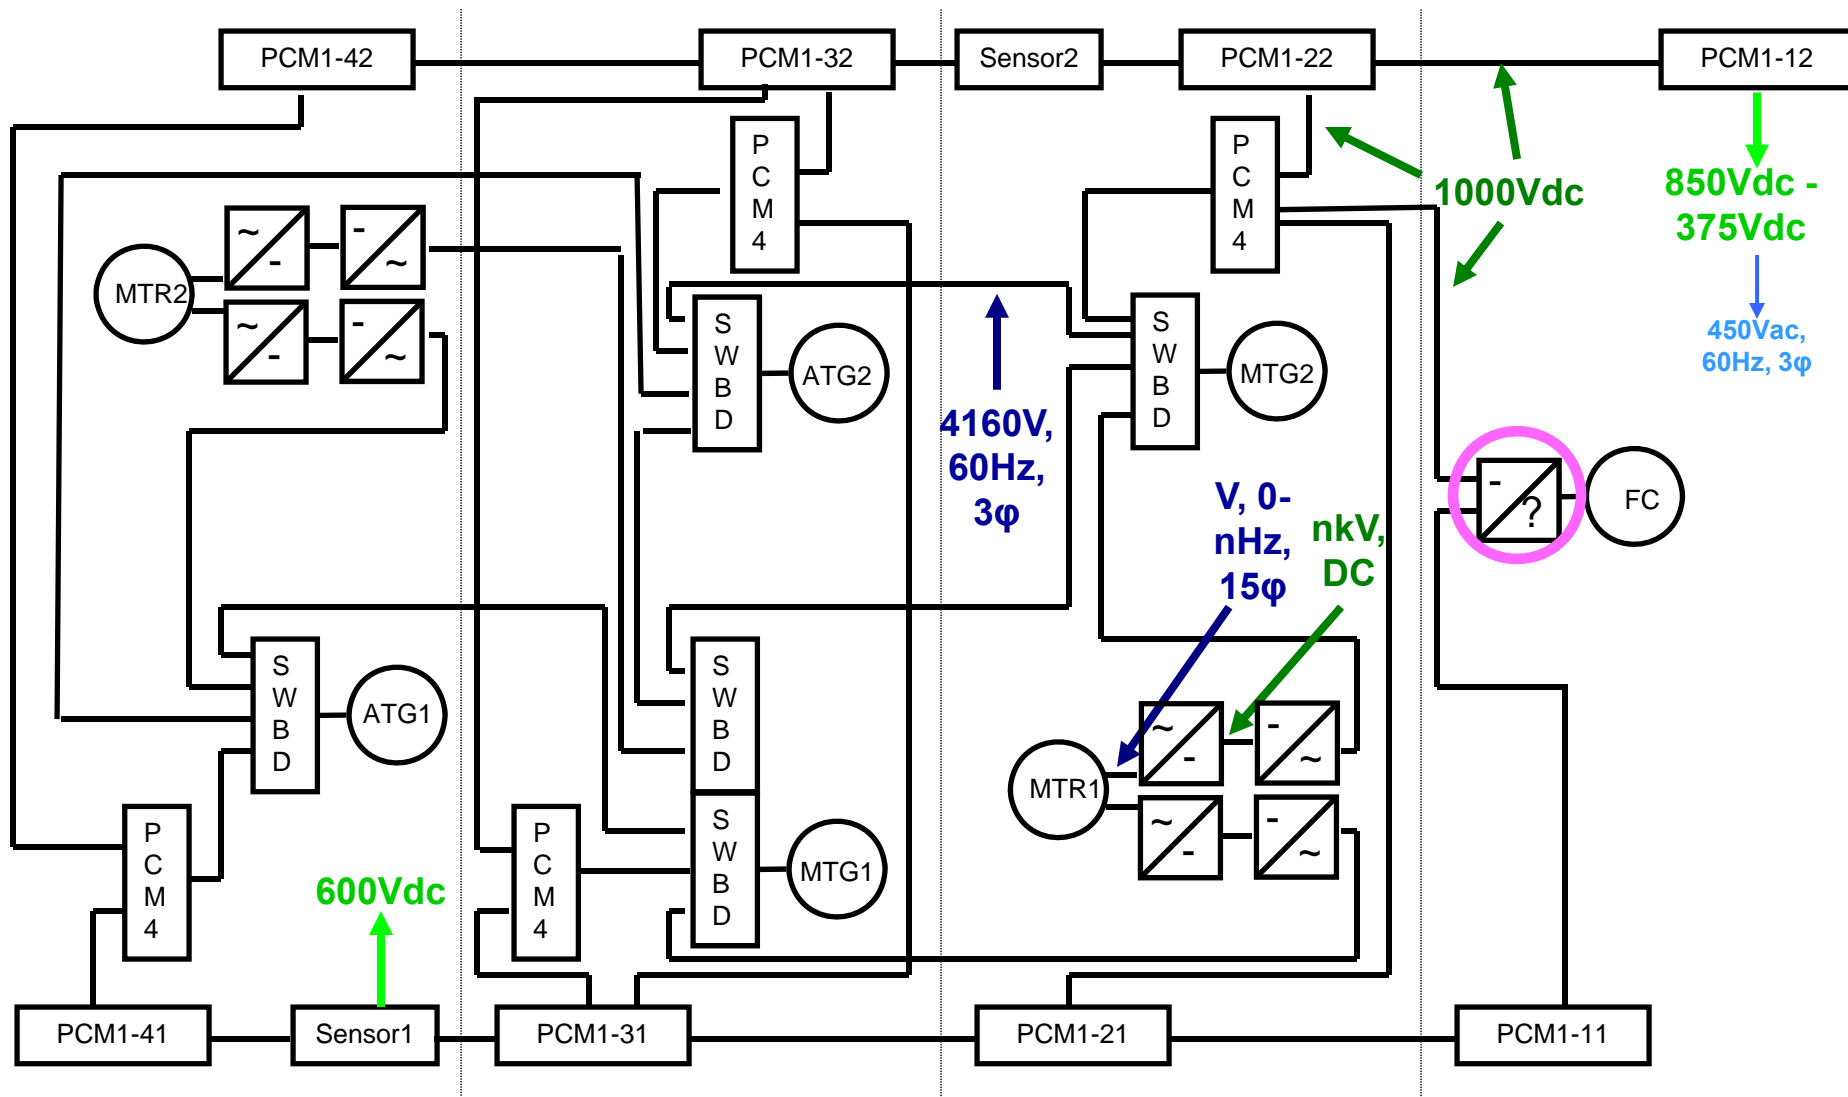 PCM1-42
PCM1-32
Sensor2
PCM1-22
PCM1-12
P
C
M
4
P
C
M
4
1000Vdc
850Vdc -
375Vdc
450Vac,
60Hz, 3φ
~
-
-
~
MTR2
~
-
-
~
S
W
B
D
ATG2
S
W
B
D
MTG2
4160V,
60Hz,
3φ
V, 0-
nHz,
15φ
nkV,
DC
-
?
FC
S
W
B
D
ATG1
S
W
B
D
~
-
-
~
MTR1
~
-
-
~
P
C
M
4
600Vdc
P
C
M
4
S
W
B
D
MTG1
PCM1-41
Sensor1
PCM1-31
PCM1-21
PCM1-11